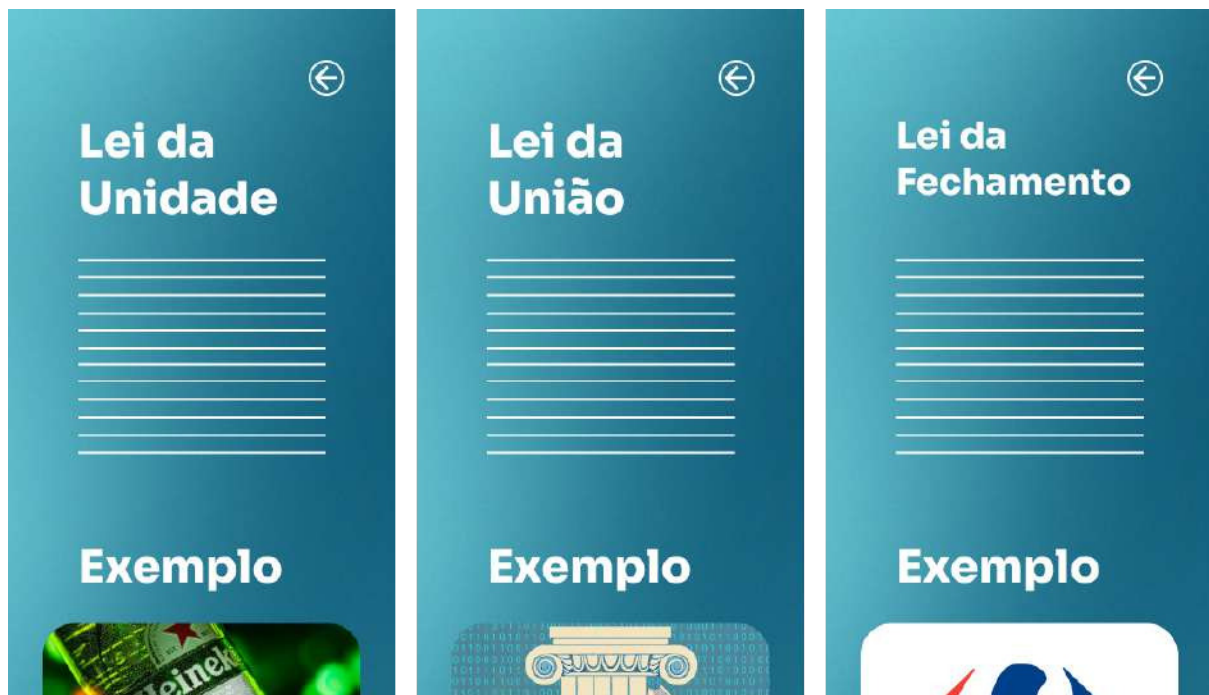 Lei da
Unidade
Exemplo
Lei da
União
Exemplo
Lei da
Fechamento
Exemplo